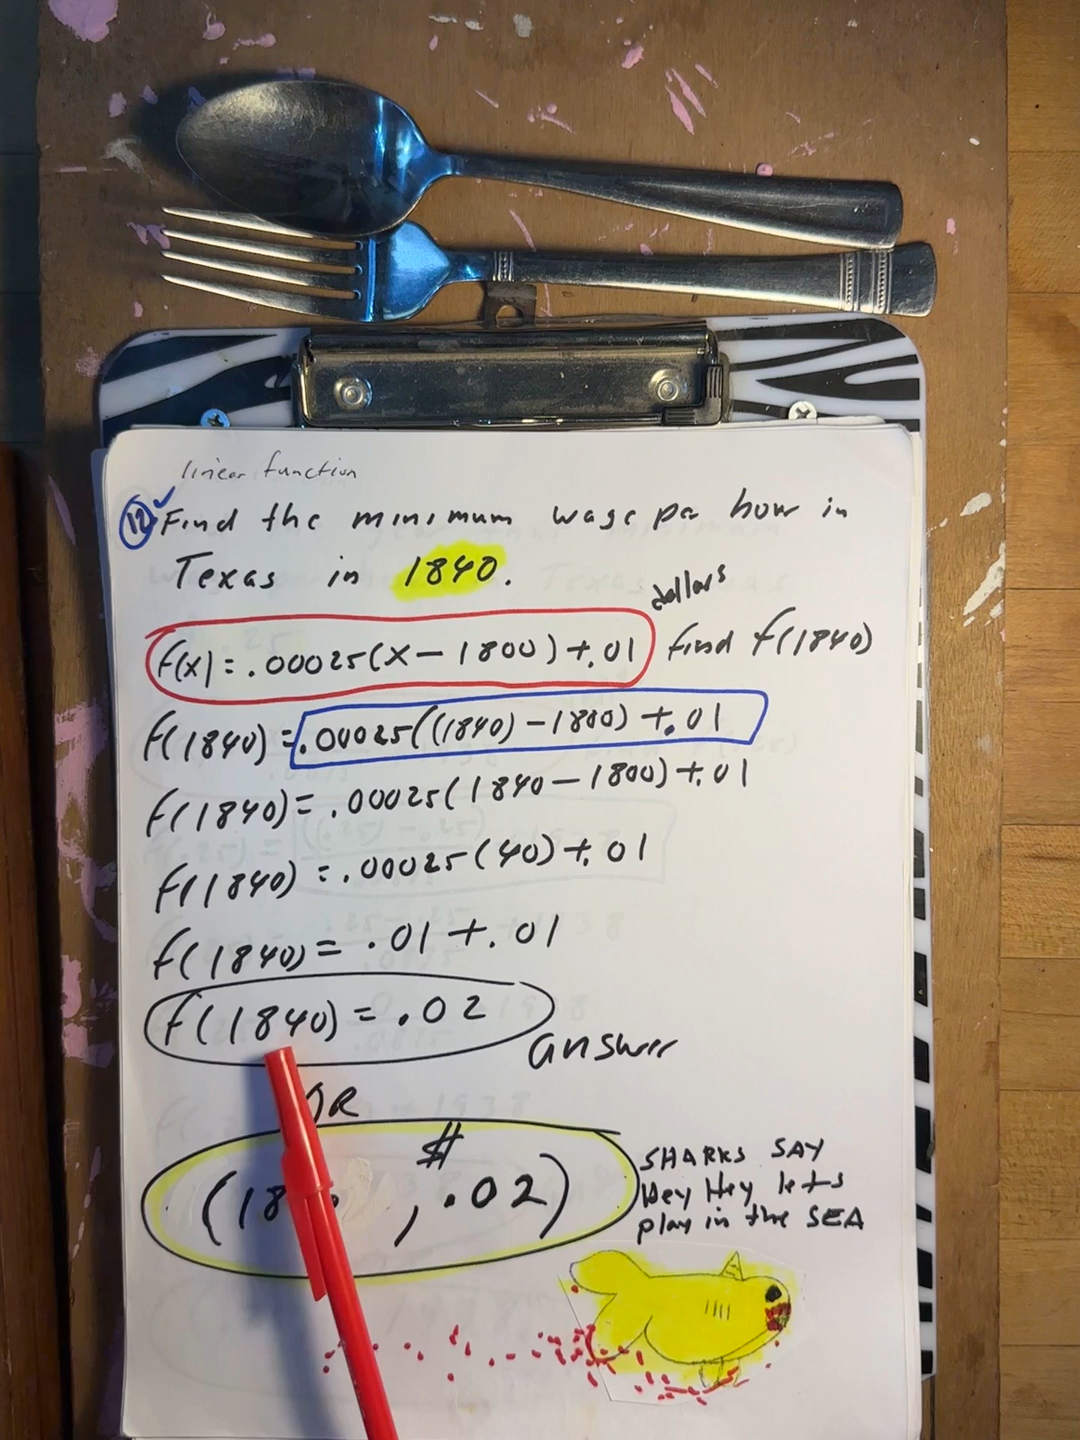 linear function
12 Find the minimum wage per hour in
Texas in 1840.
dollars
f(x) = .00025(x - 1800) + .01 find f(1840)
f(1840) = .00025((1840) - 1800) + .01
f(1840) = .00025(1840 - 1800) + .01
f(1840) = .00025(40) + .01
f(1840) = .01 + .01
f(1840) = .02
answer
OR
$
(18 , .02)
SHARKS SAY
Hey Hey lets
play in the SEA